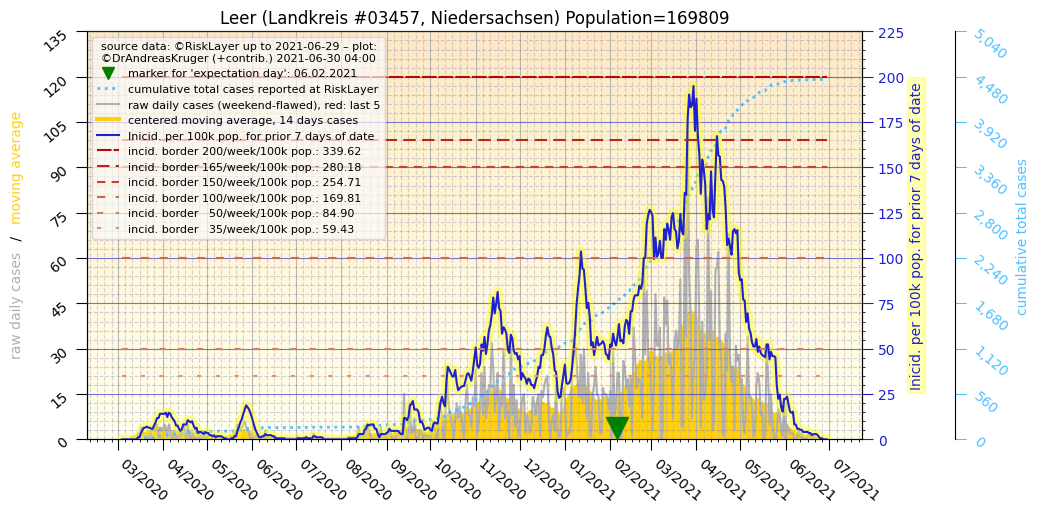 Leer (Landkreis #03457, Niedersachsen) Population=169809
source data: ©RiskLayer up to 2021-06-29 – plot:
©DrAndreasKruger (+contrib.) 2021-06-30 04:00
marker for 'expectation day': 06.02.2021
cumulative total cases reported at RiskLayer
raw daily cases (weekend-flawed), red: last 5
centered moving average, 14 days cases
Inicid. per 100k pop. for prior 7 days of date
incid. border 200/week/100k pop.: 339.62
incid. border 165/week/100k pop.: 280.18
incid. border 150/week/100k pop.: 254.71
incid. border 100/week/100k pop.: 169.81
incid. border   50/week/100k pop.: 84.90
incid. border   35/week/100k pop.: 59.43
raw daily cases  /  moving average
135
120
105
90
75
60
45
30
15
0
03/2020
04/2020
05/2020
06/2020
07/2020
08/2020
09/2020
10/2020
11/2020
12/2020
01/2021
02/2021
03/2021
04/2021
05/2021
06/2021
07/2021
225
200
175
150
125
100
75
50
25
0
Inicid. per 100k pop. for prior 7 days of date
5,040
4,480
3,920
3,360
2,800
2,240
1,680
1,120
560
0
cumulative total cases